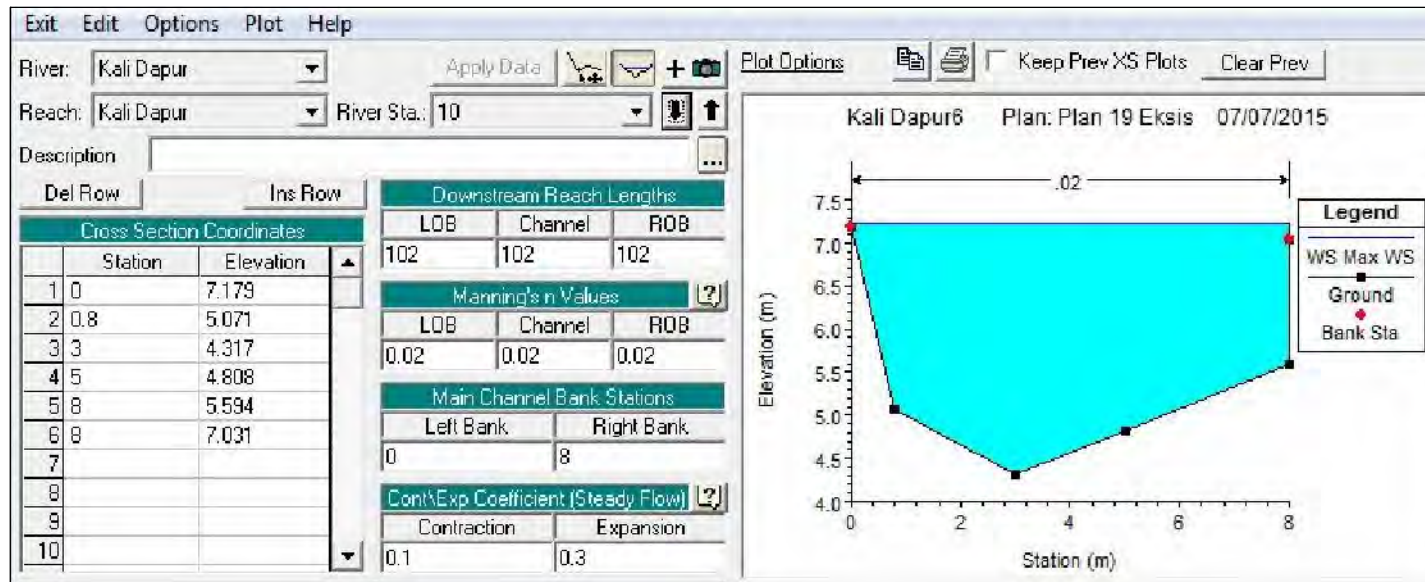 Exit Edit Options Plot Help
River: Kali Dapur Apply Data
Reach: Kali Dapur River Sta.: 10
Description ...
Del Row Ins Row
Cross Section Coordinates
Station Elevation
1 0 7.179
2 0.8 5.071
3 3 4.317
4 5 4.808
5 8 5.594
6 8 7.031
7
8
9
10
Downstream Reach Lengths
LOB Channel ROB
102 102 102
Manning's n Values ?
LOB Channel ROB
0.02 0.02 0.02
Main Channel Bank Stations
Left Bank Right Bank
0 8
Cont\Exp Coefficient (Steady Flow) ?
Contraction Expansion
0.1 0.3
Plot Options Keep Prev XS Plots Clear Prev
Kali Dapur6 Plan: Plan 19 Eksis 07/07/2015
.02
7.5
7.0
6.5
6.0
5.5
5.0
4.5
4.0
0 2 4 6 8
Elevation (m)
Station (m)
Legend
WS Max WS
Ground
Bank Sta